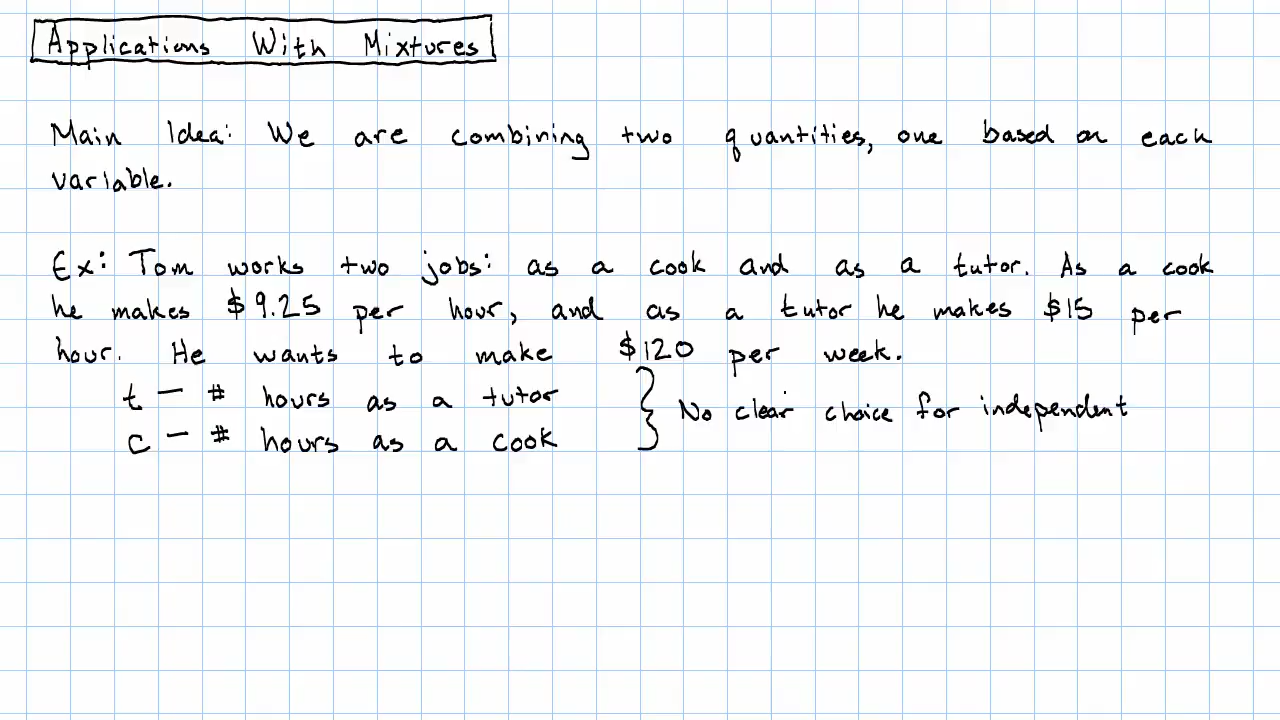 Applications With Mixtures
Main Idea: We are combining two quantities, one based on each
variable.
Ex: Tom works two jobs: as a cook and as a tutor. As a cook
he makes $9.25 per hour, and as a tutor he makes $15 per
hour. He wants to make $120 per week.
t — # hours as a tutor
c — # hours as a cook
No clear choice for independent